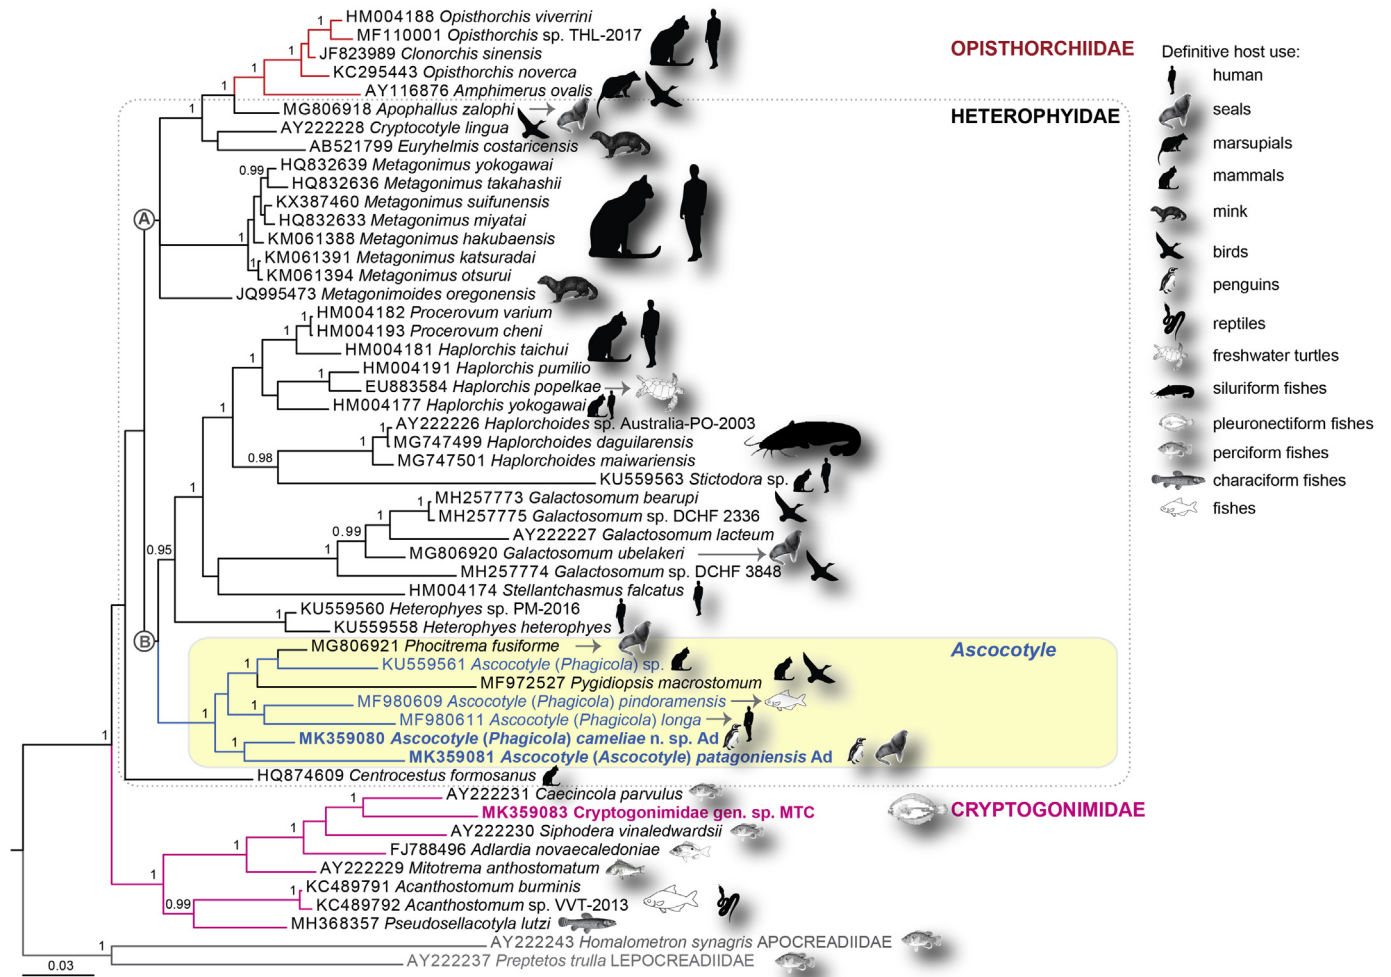 HM004188 Opisthorchis viverrini
1
MF110001 Opisthorchis sp. THL-2017
JF823989 Clonorchis sinensis
1
KC295443 Opisthorchis noverca
1
AY116876 Amphimerus ovalis
1
MG806918 Apophallus zalophi
1
AY222228 Cryptocotyle lingua
AB521799 Euryhelmis costaricensis
HQ832639 Metagonimus yokogawai
0.99
HQ832636 Metagonimus takahashii
KX387460 Metagonimus suifunensis
HQ832633 Metagonimus miyatai
A
KM061388 Metagonimus hakubaensis
1
KM061391 Metagonimus katsuradai
1
KM061394 Metagonimus otsurui
JQ995473 Metagonimoides oregonensis
HM004182 Procerovum varium
1
HM004193 Procerovum cheni
1
HM004181 Haplorchis taichui
HM004191 Haplorchis pumilio
1
EU883584 Haplorchis popelkae
HM004177 Haplorchis yokogawai
1
AY222226 Haplorchoides sp. Australia-PO-2003
1
MG747499 Haplorchoides daguilarensis
MG747501 Haplorchoides maiwariensis
0.98
KU559563 Stictodora sp.
1
MH257773 Galactosomum bearupi
1
MH257775 Galactosomum sp. DCHF 2336
1
AY222227 Galactosomum lacteum
0.99
MG806920 Galactosomum ubelakeri
0.95
MH257774 Galactosomum sp. DCHF 3848
HM004174 Stellantchasmus falcatus
KU559560 Heterophyes sp. PM-2016
1
KU559558 Heterophyes heterophyes
B
MG806921 Phocitrema fusiforme
1
KU559561 Ascocotyle (Phagicola) sp.
1
MF972527 Pygidiopsis macrostomum
MF980609 Ascocotyle (Phagicola) pindoramensis
1
MF980611 Ascocotyle (Phagicola) longa
1
MK359080 Ascocotyle (Phagicola) cameliae n. sp. Ad
1
MK359081 Ascocotyle (Ascocotyle) patagoniensis Ad
1
HQ874609 Centrocestus formosanus
AY222231 Caecincola parvulus
1
MK359083 Cryptogonimidae gen. sp. MTC
1
AY222230 Siphodera vinaledwardsii
FJ788496 Adlardia novaecaledoniae
1
AY222229 Mitotrema anthostomatum
1
KC489791 Acanthostomum burminis
1
KC489792 Acanthostomum sp. VVT-2013
0.99
MH368357 Pseudosellacotyla lutzi
AY222243 Homalometron synagris APOCREADIIDAE
1
AY222237 Preptetos trulla LEPOCREADIIDAE
0.03
OPISTHORCHIIDAE
HETEROPHYIDAE
Ascocotyle
CRYPTOGONIMIDAE
Definitive host use:
human
seals
marsupials
mammals
mink
birds
penguins
reptiles
freshwater turtles
siluriform fishes
pleuronectiform fishes
perciform fishes
characiform fishes
fishes